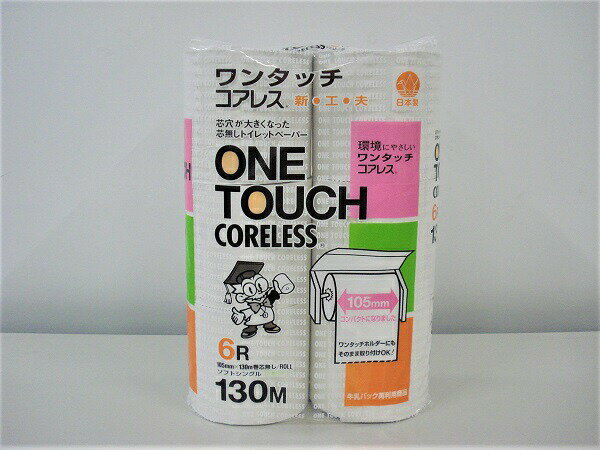 ワンタッチ
コアレス® 新●工●夫
日本製
芯穴が大きくなった
芯無しトイレットペーパー
ONE
TOUCH
CORELESS®
環境にやさしい
ワンタッチ
コアレス®
105mm
コンパクトになりました
ワンタッチホルダーにも
そのまま取り付けOK!
6R
105mm×130m巻芯無し/ROLL
ソフトシングル
130M
牛乳パック再利用商品
ONE TOUCH CORELESS